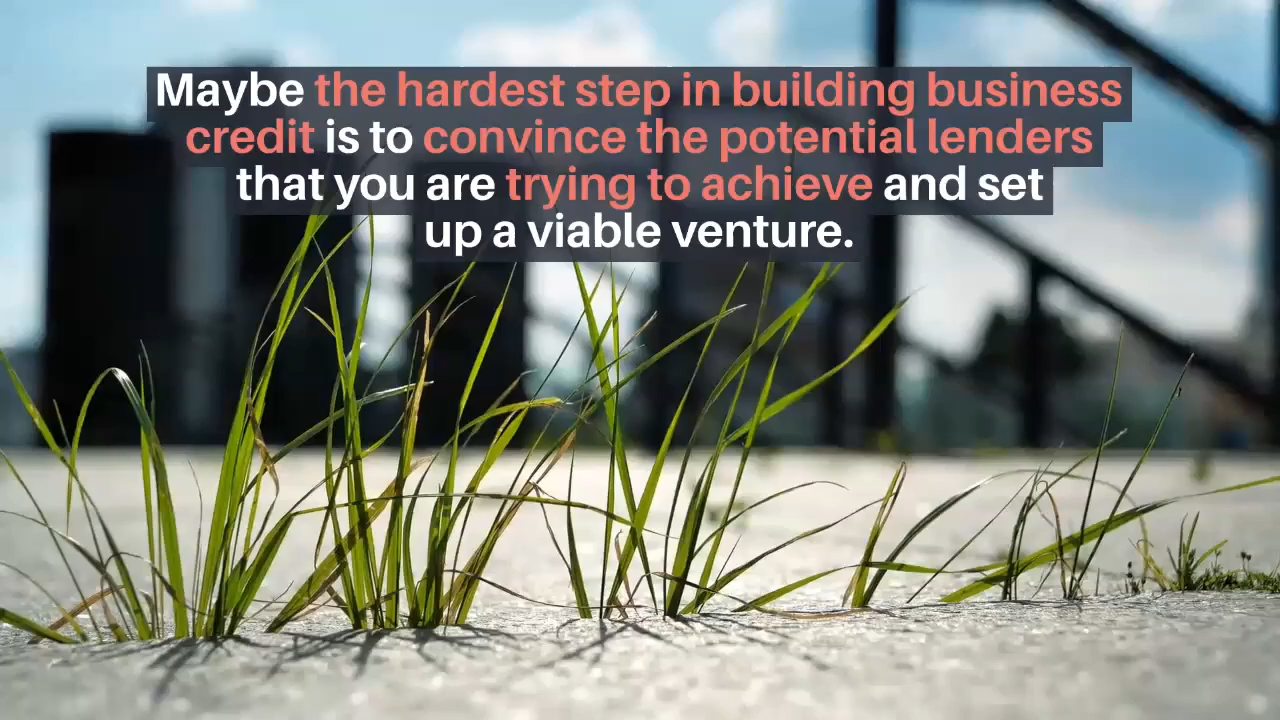 Maybe the hardest step in building business
credit is to convince the potential lenders
that you are trying to achieve and set
up a viable venture.